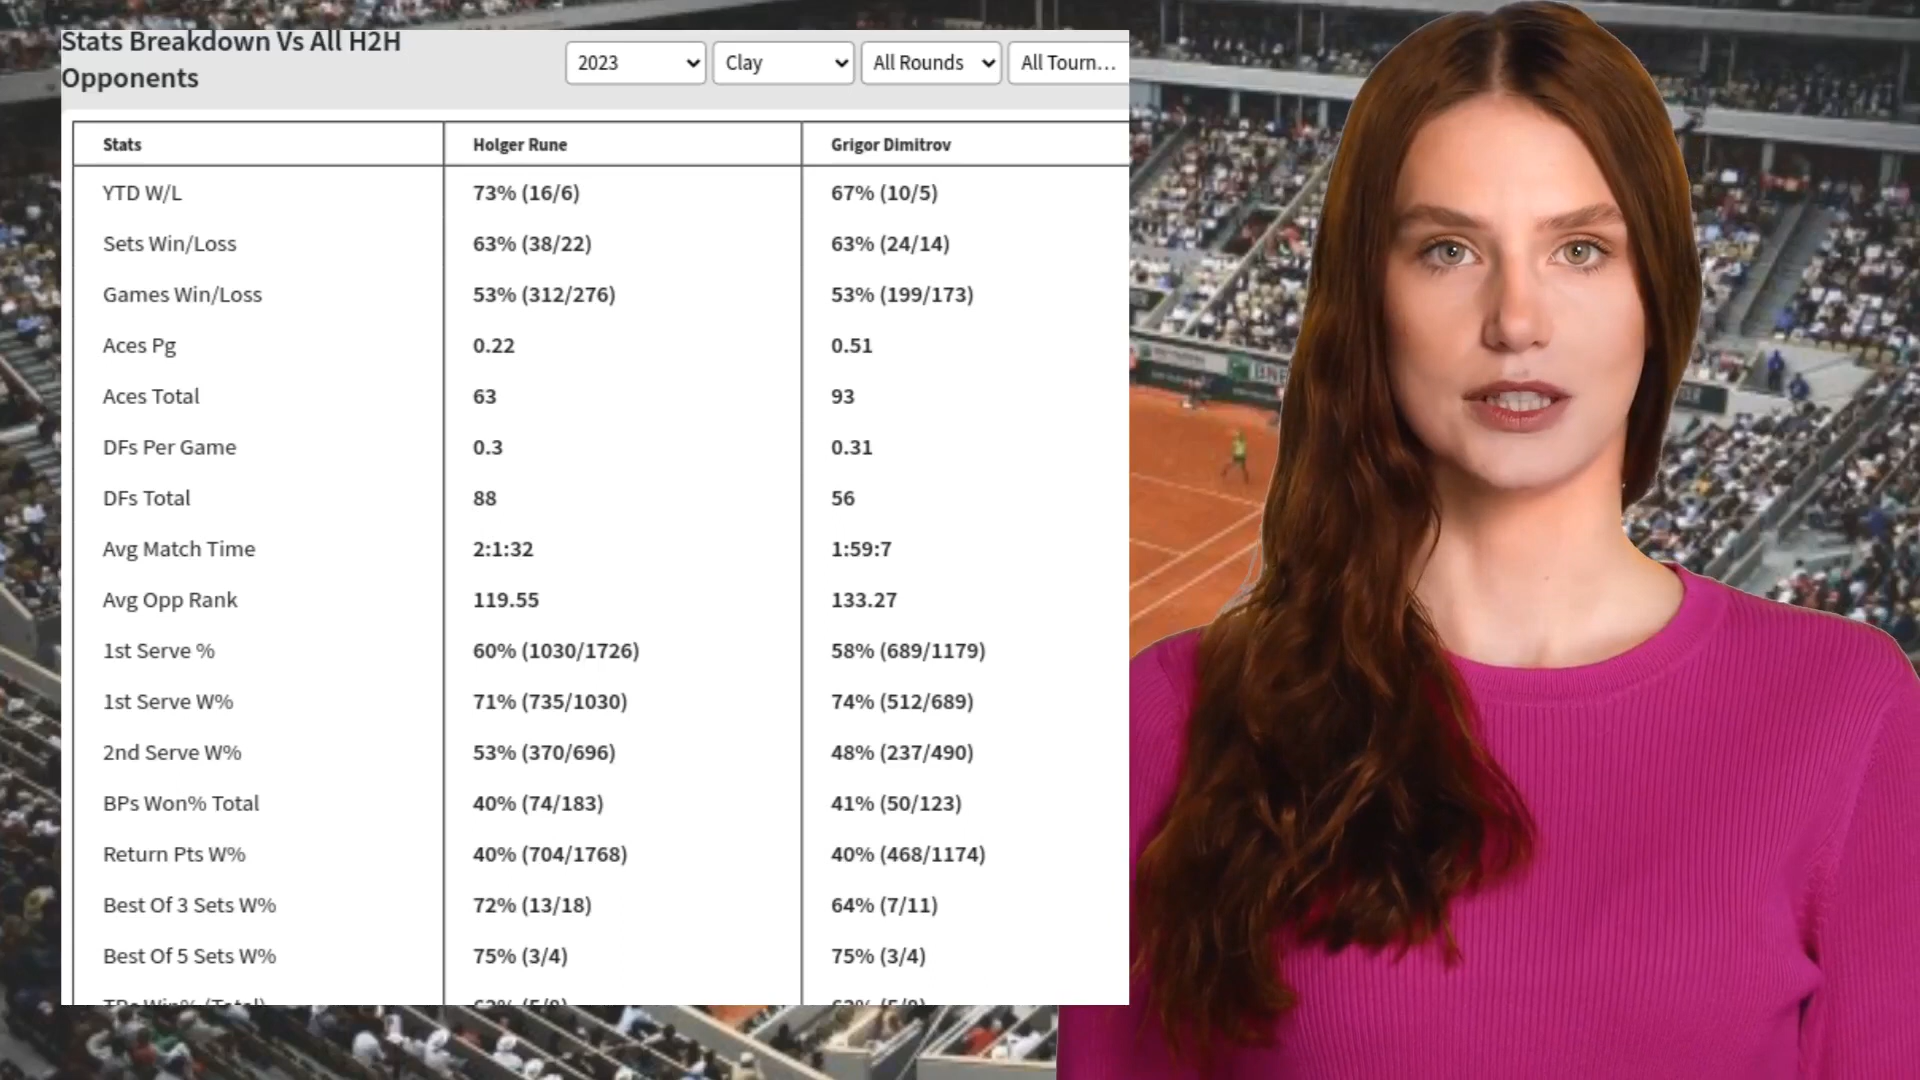 Stats Breakdown Vs All H2H
Opponents
2023 Clay All Rounds All Tourn...
Stats Holger Rune Grigor Dimitrov
YTD W/L 73% (16/6) 67% (10/5)
Sets Win/Loss 63% (38/22) 63% (24/14)
Games Win/Loss 53% (312/276) 53% (199/173)
Aces Pg 0.22 0.51
Aces Total 63 93
DFs Per Game 0.3 0.31
DFs Total 88 56
Avg Match Time 2:1:32 1:59:7
Avg Opp Rank 119.55 133.27
1st Serve % 60% (1030/1726) 58% (689/1179)
1st Serve W% 71% (735/1030) 74% (512/689)
2nd Serve W% 53% (370/696) 48% (237/490)
BPs Won% Total 40% (74/183) 41% (50/123)
Return Pts W% 40% (704/1768) 40% (468/1174)
Best Of 3 Sets W% 72% (13/18) 64% (7/11)
Best Of 5 Sets W% 75% (3/4) 75% (3/4)